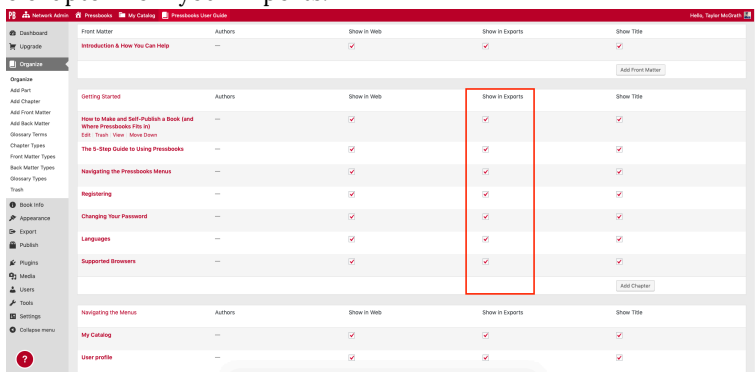 Network Admin Pressbooks My Catalog Pressbooks User Guide Hello, Taylor McGrath
Dashboard
Upgrade
Organize
Organize
Add Part
Add Chapter
Add Front Matter
Add Back Matter
Glossary Terms
Chapter Types
Front Matter Types
Back Matter Types
Glossary Types
Trash
Book Info
Appearance
Export
Publish
Plugins
Media
Users
Tools
Settings
Collapse menu
?
Front Matter Authors Show in Web Show in Exports Show Title
Introduction & How You Can Help —
Add Front Matter
Getting Started Authors Show in Web Show in Exports Show Title
How to Make and Self-Publish a Book (and —
Where Pressbooks Fits in)
Edit | Trash | View | Move Down
The 5-Step Guide to Using Pressbooks —
Navigating the Pressbooks Menus —
Registering —
Changing Your Password —
Languages —
Supported Browsers —
Add Chapter
Navigating the Menus Authors Show in Web Show in Exports Show Title
My Catalog —
User profile —